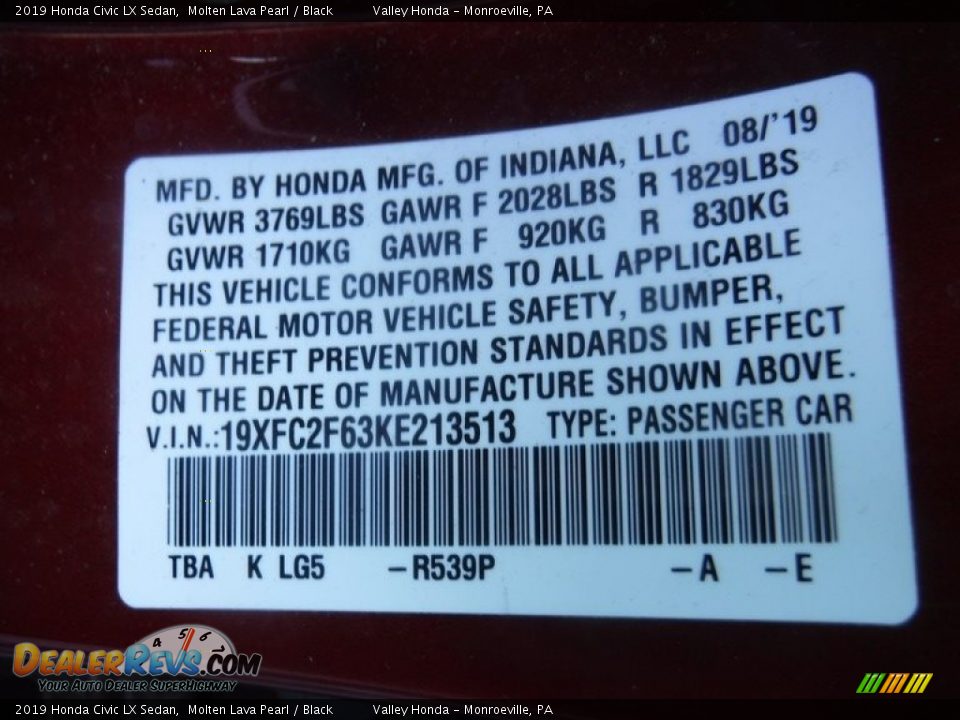 2019 Honda Civic LX Sedan, Molten Lava Pearl / Black Valley Honda - Monroeville, PA
MFD. BY HONDA MFG. OF INDIANA, LLC 08/'19
GVWR 3769LBS GAWR F 2028LBS R 1829LBS
GVWR 1710KG GAWR F 920KG R 830KG
THIS VEHICLE CONFORMS TO ALL APPLICABLE
FEDERAL MOTOR VEHICLE SAFETY, BUMPER,
AND THEFT PREVENTION STANDARDS IN EFFECT
ON THE DATE OF MANUFACTURE SHOWN ABOVE.
V.I.N.:19XFC2F63KE213513 TYPE: PASSENGER CAR
TBA K LG5 -R539P -A -E
4 5 6 7
DEALERREVS.COM
YOUR AUTO DEALER SUPERHIGHWAY
2019 Honda Civic LX Sedan, Molten Lava Pearl / Black Valley Honda - Monroeville, PA